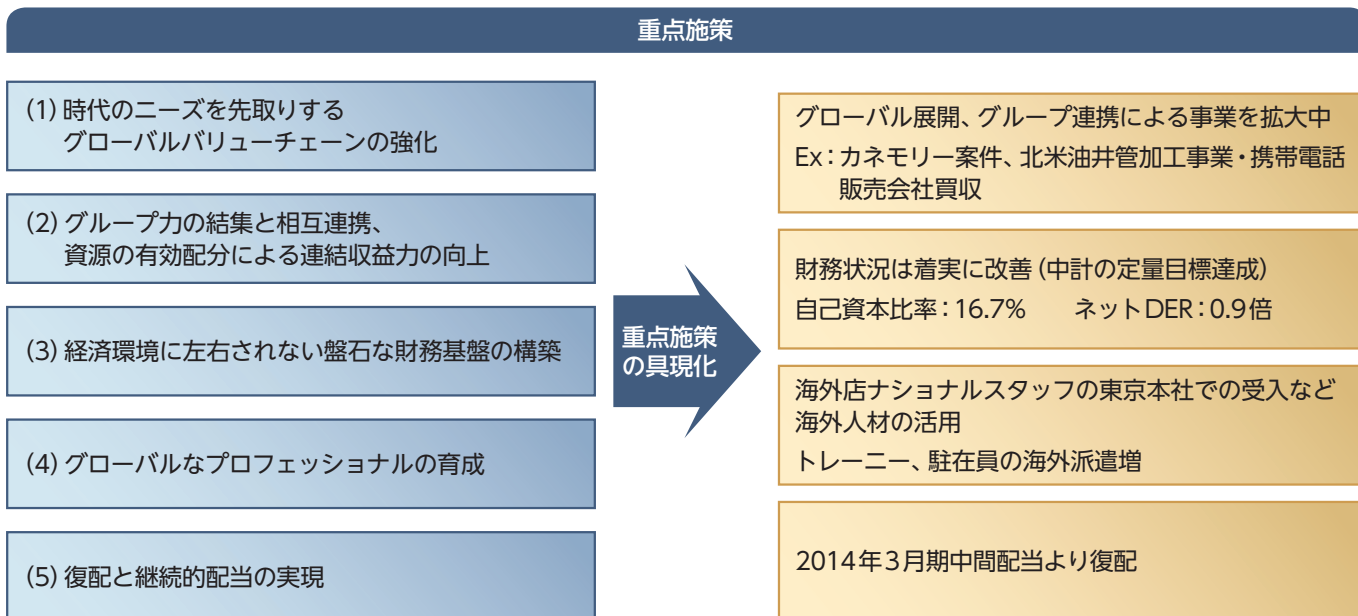 重点施策
(1) 時代のニーズを先取りする
グローバルバリューチェーンの強化
(2) グループ力の結集と相互連携、
資源の有効配分による連結収益力の向上
(3) 経済環境に左右されない盤石な財務基盤の構築
(4) グローバルなプロフェッショナルの育成
(5) 復配と継続的配当の実現
重点施策
の具現化
グローバル展開、グループ連携による事業を拡大中
Ex：カネモリー案件、北米油井管加工事業・携帯電話
販売会社買収
財務状況は着実に改善（中計の定量目標達成）
自己資本比率：16.7%　　ネットDER：0.9倍
海外店ナショナルスタッフの東京本社での受入など
海外人材の活用
トレーニー、駐在員の海外派遣増
2014年3月期中間配当より復配